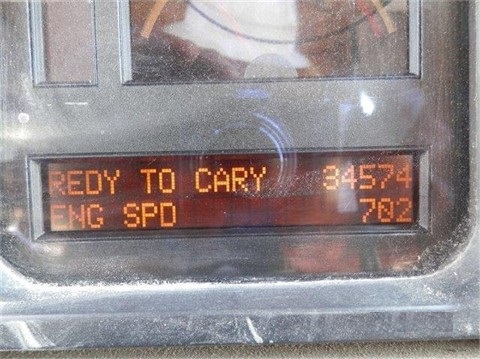 REDY TO CARY 34574
ENG SPD 702